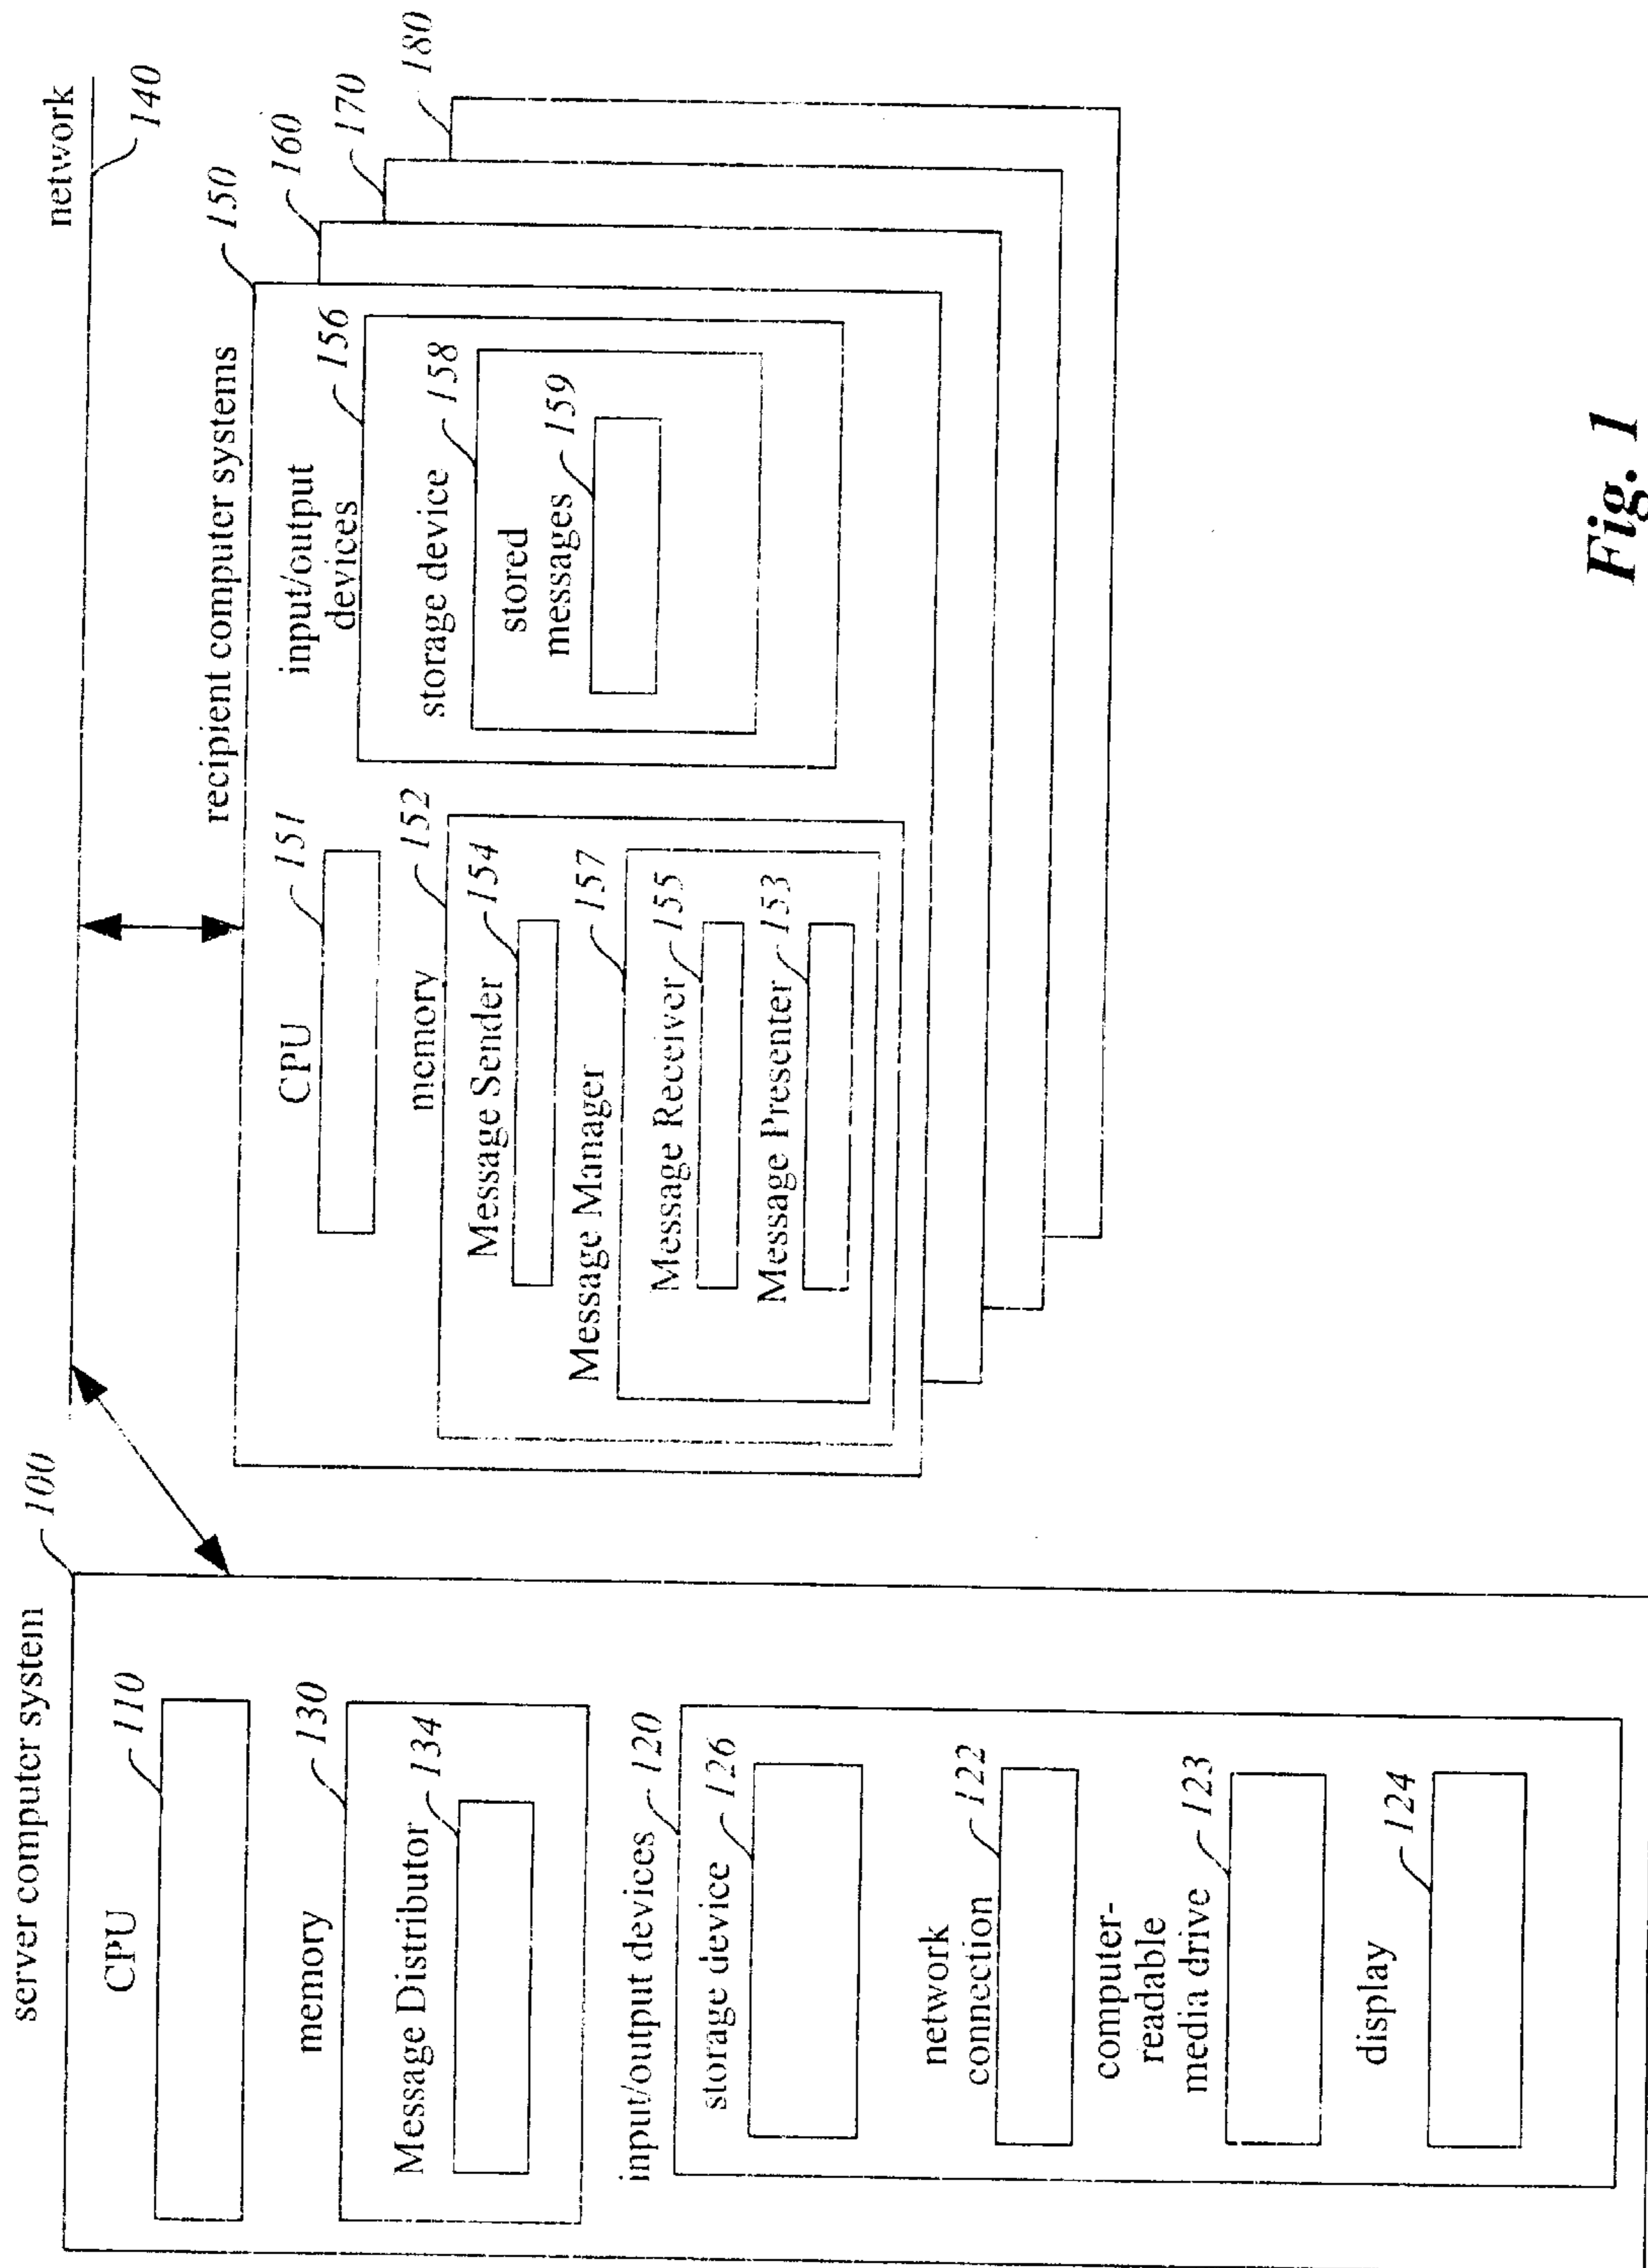 server computer system
100
CPU
110
memory
130
Message Distributor
134
input/output devices
120
storage device
126
network
connection
122
computer-
readable
media drive
123
display
124
network
140
recipient computer systems
150
160
170
180
CPU
151
memory
152
Message Sender
154
Message Manager
157
Message Receiver
155
Message Presenter
153
input/output
devices
156
storage device
158
stored
messages
159
Fig. 1